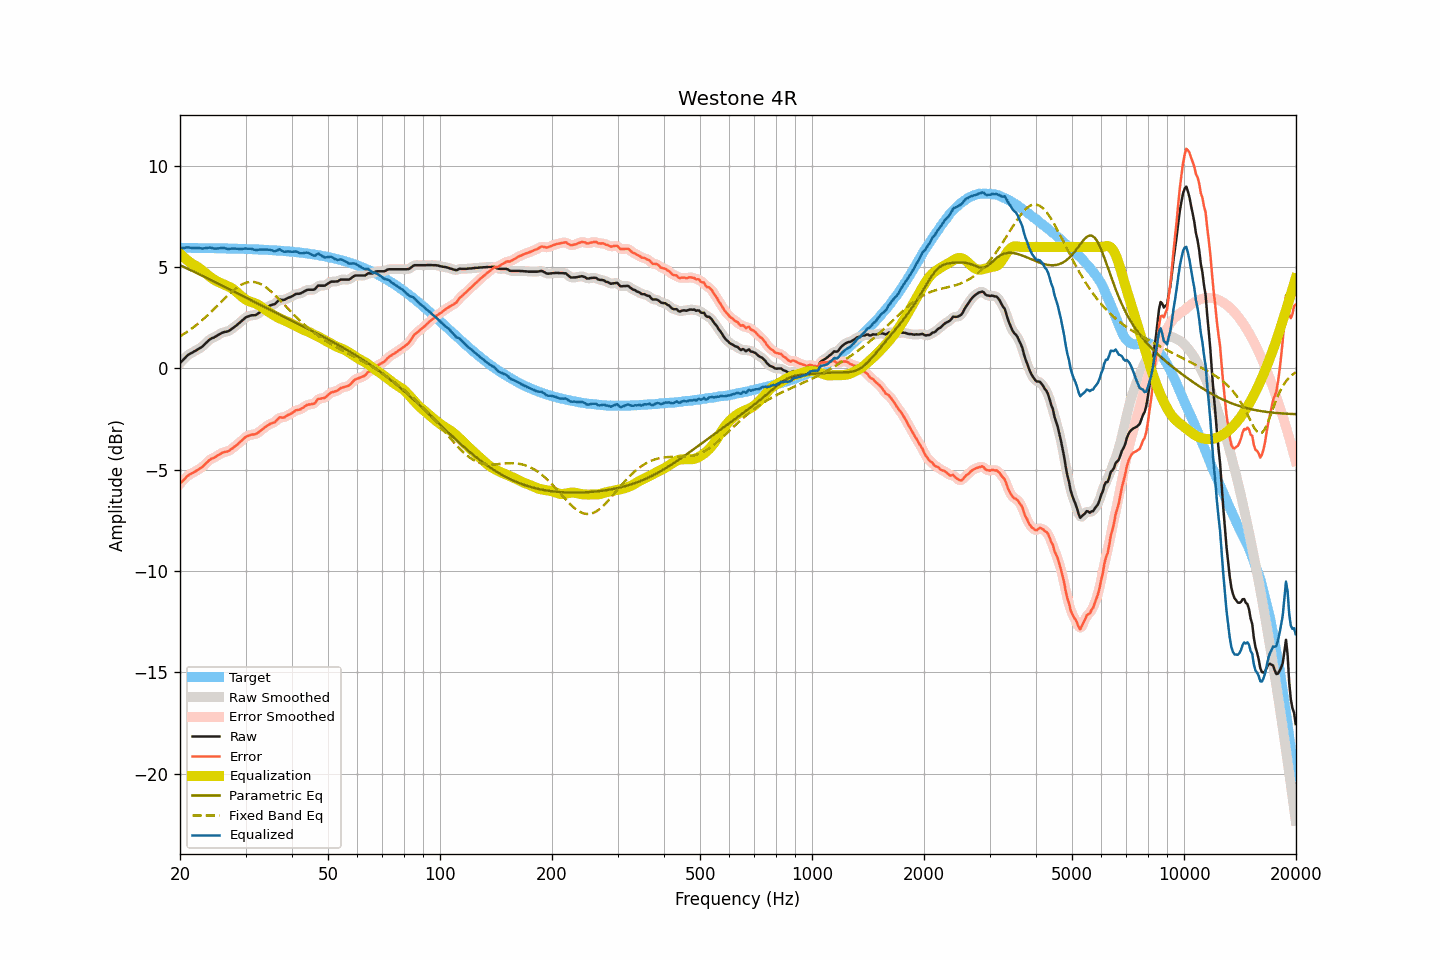 Westone 4R
10
5
0
−5
−10
−15
−20
Amplitude (dBr)
Target
Raw Smoothed
Error Smoothed
Raw
Error
Equalization
Parametric Eq
Fixed Band Eq
Equalized
20 50 100 200 500 1000 2000 5000 10000 20000
Frequency (Hz)